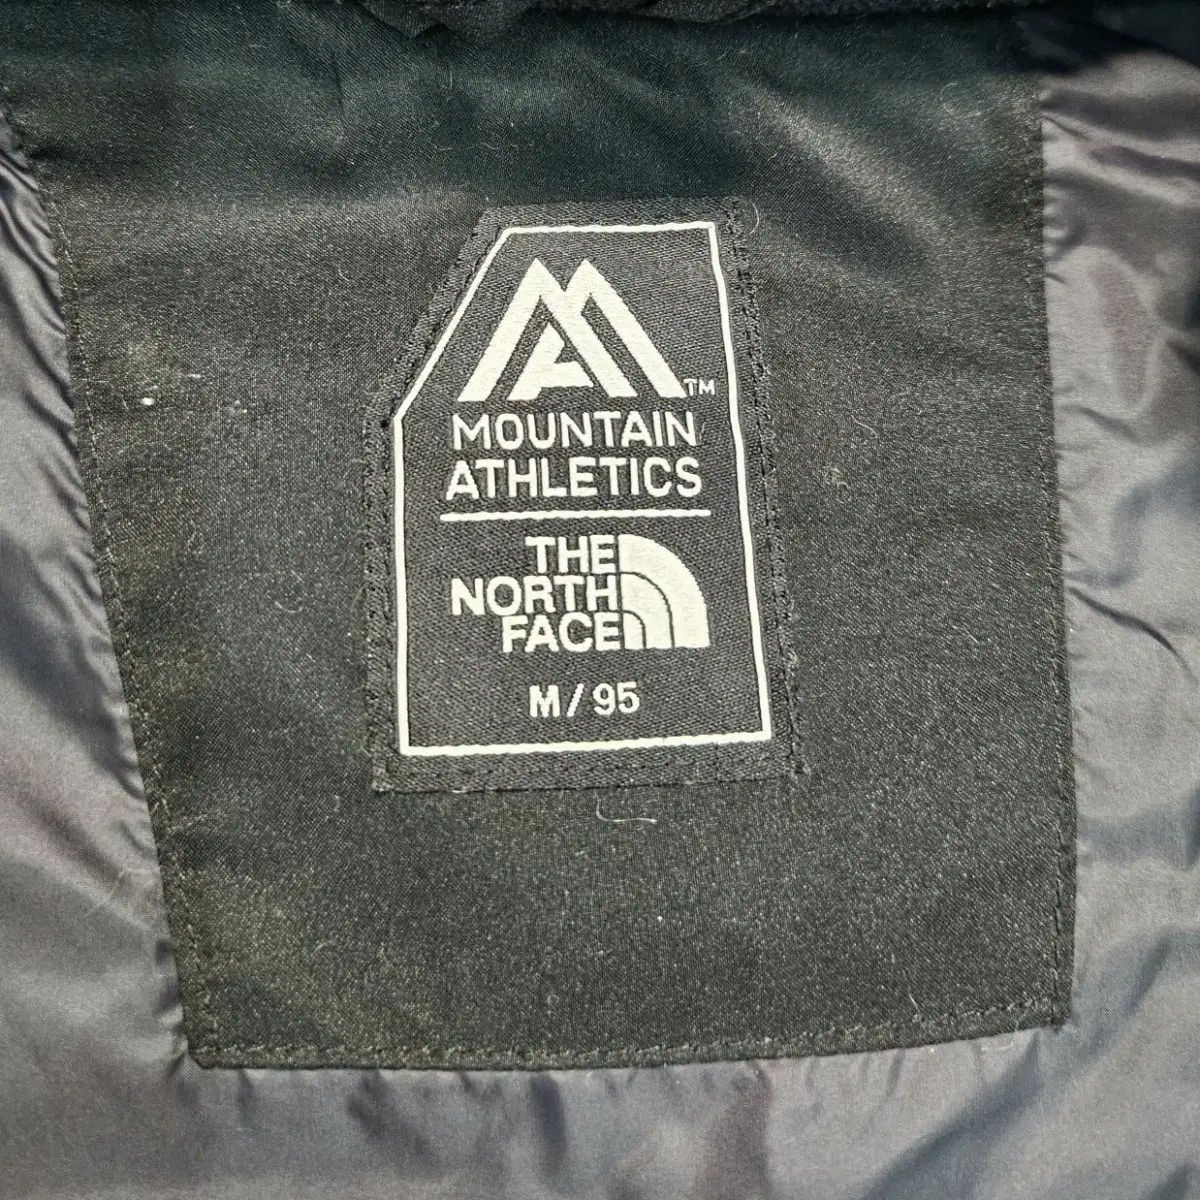 TM
MOUNTAIN
ATHLETICS
THE
NORTH
FACE
M/95